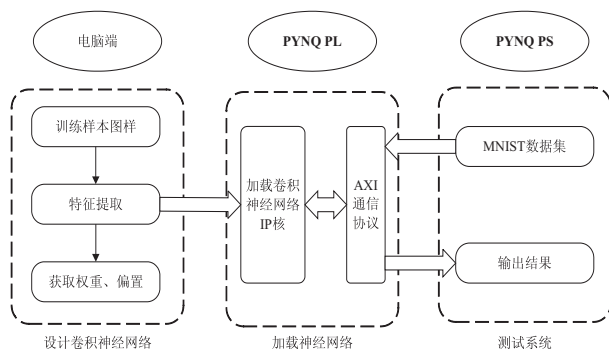 电脑端
PYNQ PL
PYNQ PS
训练样本图样
特征提取
获取权重、偏置
加载卷积
神经网络
IP核
AXI
通信
协议
MNIST数据集
输出结果
设计卷积神经网络
加载神经网络
测试系统